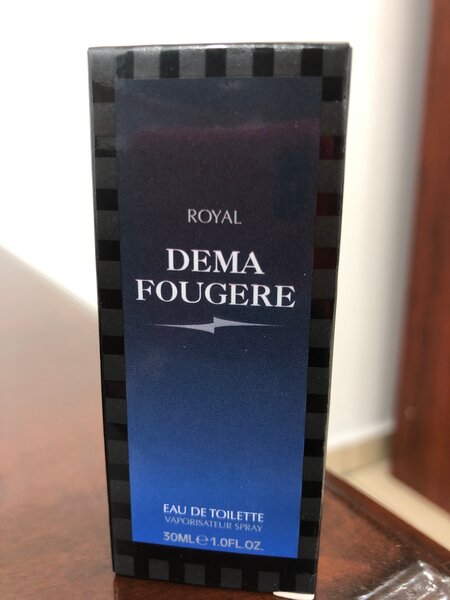 ROYAL
DEMA
FOUGERE
EAU DE TOILETTE
VAPORISATEUR SPRAY
30ML℮1.0FL.OZ.